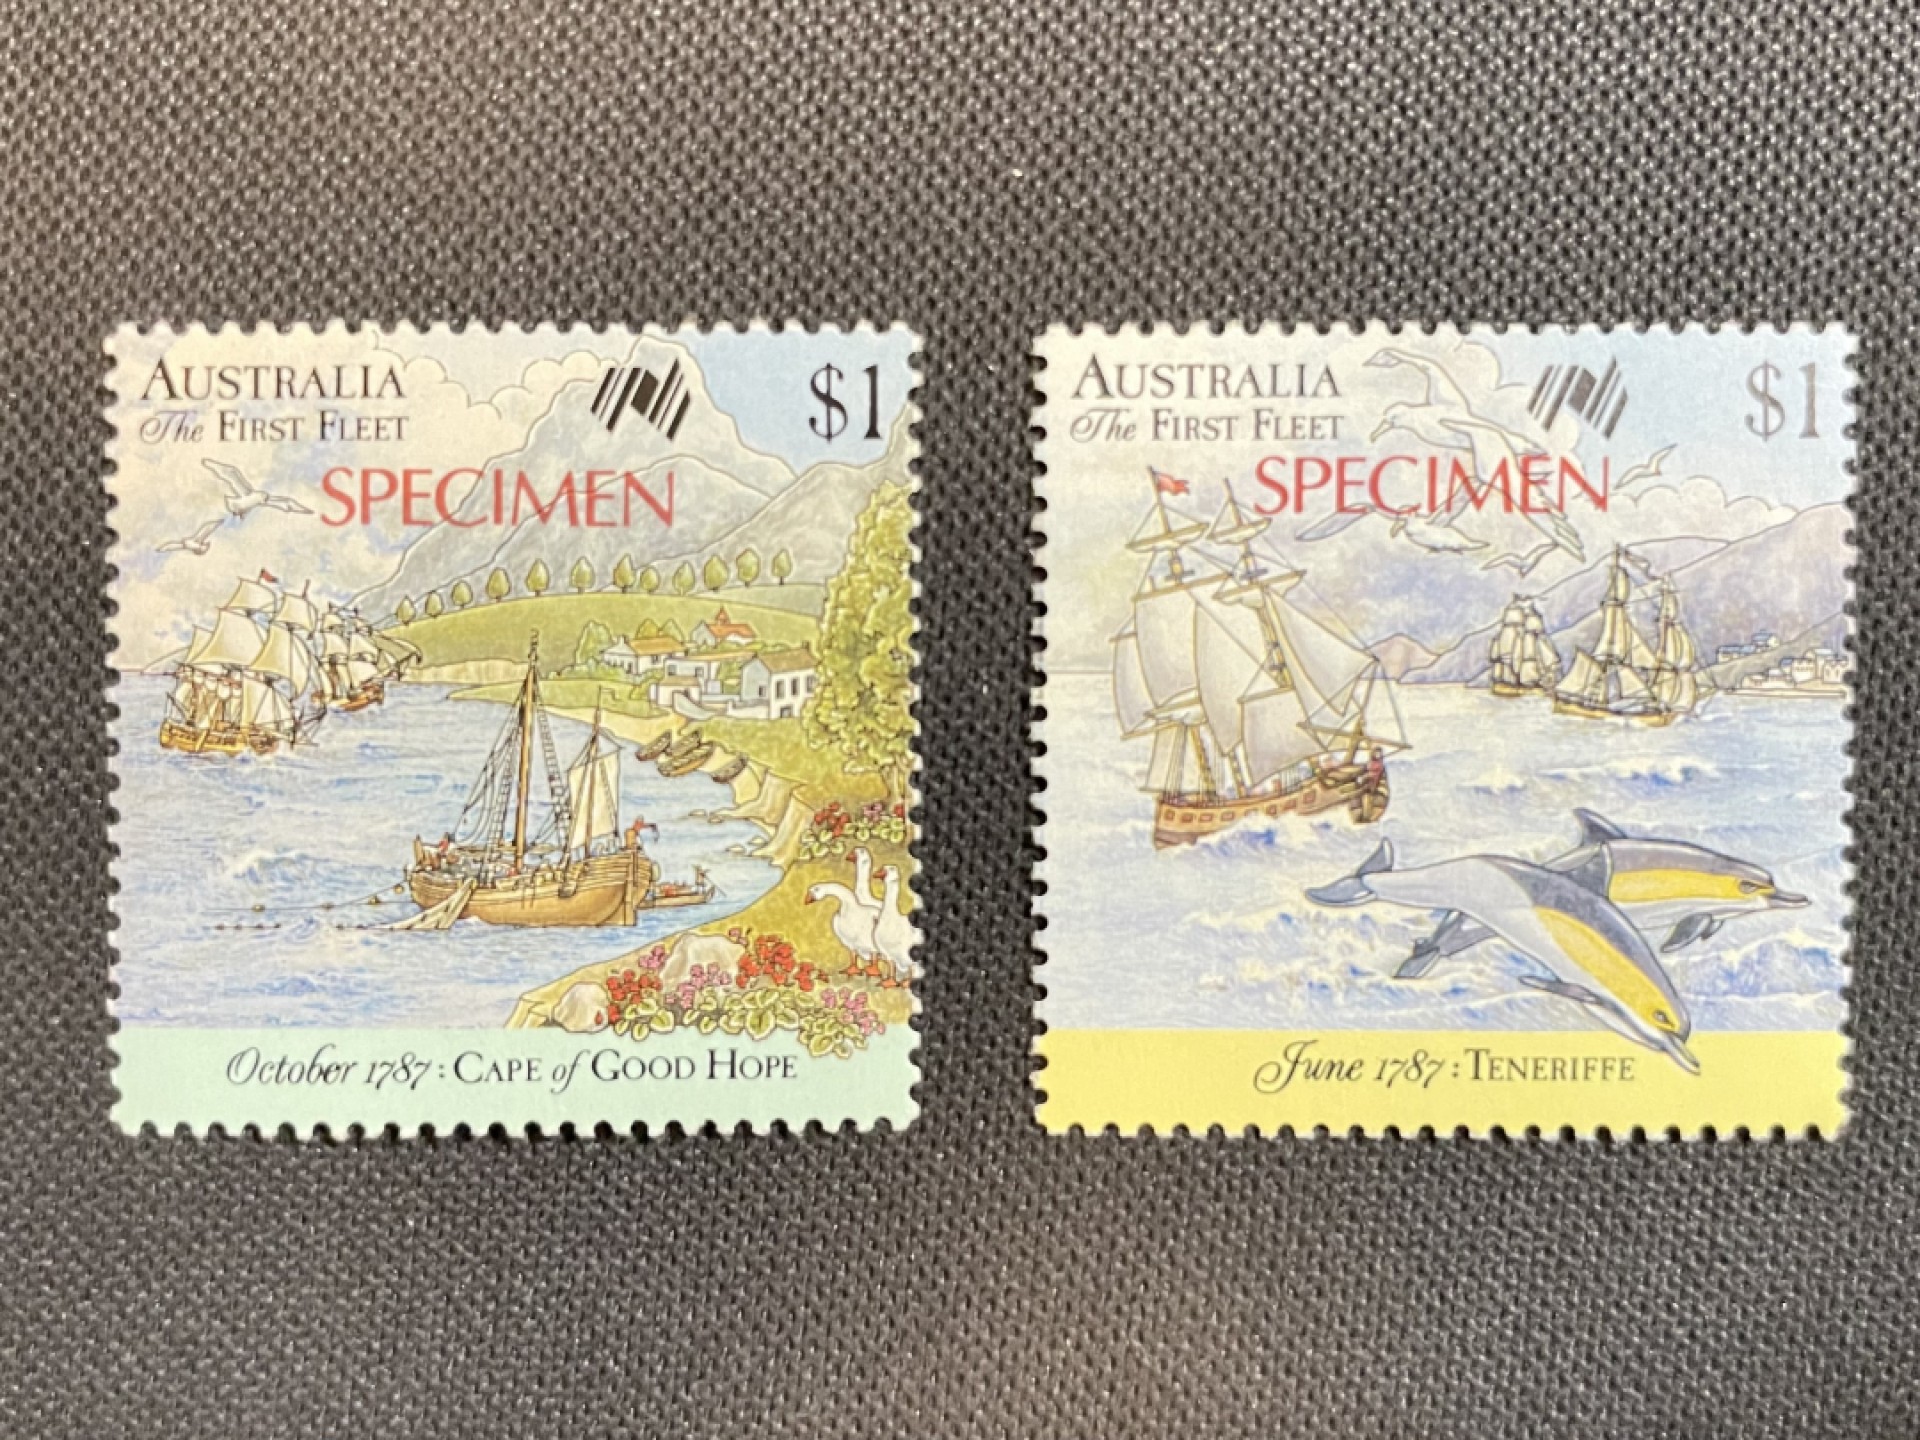 AUSTRALIA
The FIRST FLEET
$1
SPECIMEN
October 1787: CAPE of GOOD HOPE
AUSTRALIA
The FIRST FLEET
$1
SPECIMEN
June 1787: TENERIFFE